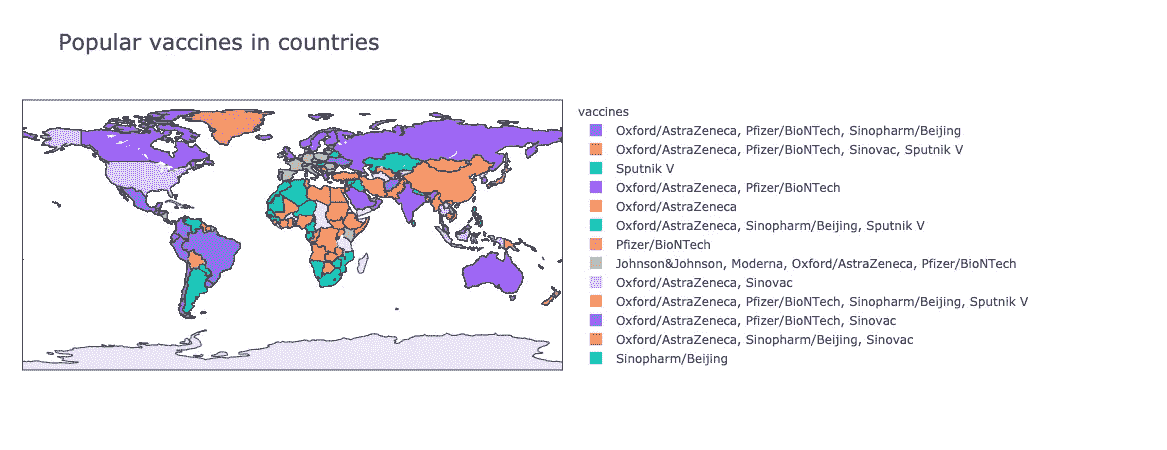 Popular vaccines in countries
vaccines
Oxford/AstraZeneca, Pfizer/BioNTech, Sinopharm/Beijing
Oxford/AstraZeneca, Pfizer/BioNTech, Sinovac, Sputnik V
Sputnik V
Oxford/AstraZeneca, Pfizer/BioNTech
Oxford/AstraZeneca
Oxford/AstraZeneca, Sinopharm/Beijing, Sputnik V
Pfizer/BioNTech
Johnson&Johnson, Moderna, Oxford/AstraZeneca, Pfizer/BioNTech
Oxford/AstraZeneca, Sinovac
Oxford/AstraZeneca, Pfizer/BioNTech, Sinopharm/Beijing, Sputnik V
Oxford/AstraZeneca, Pfizer/BioNTech, Sinovac
Oxford/AstraZeneca, Sinopharm/Beijing, Sinovac
Sinopharm/Beijing